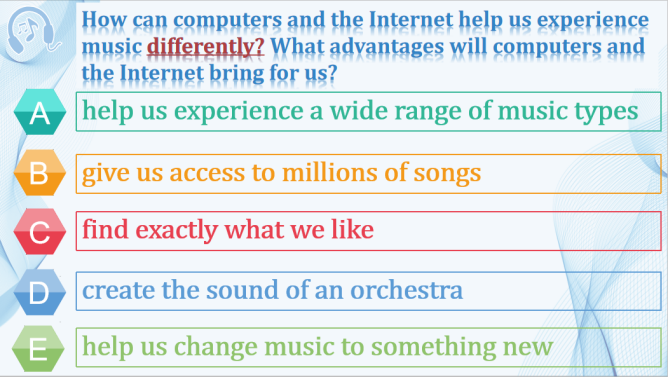 How can computers and the Internet help us experience
music differently? What advantages will computers and
the Internet bring for us?
A help us experience a wide range of music types
B give us access to millions of songs
C find exactly what we like
D create the sound of an orchestra
E help us change music to something new